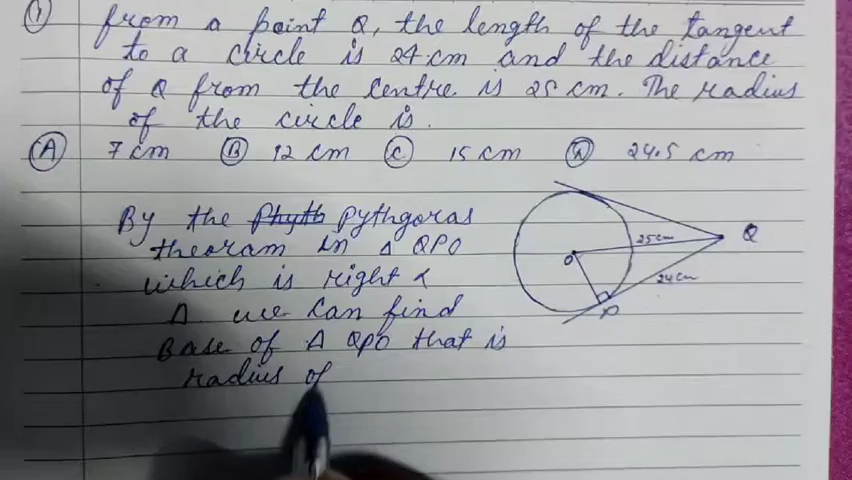 1) from a point Q, the length of the tangent
to a circle is 24 cm and the distance
of Q from the centre is 25 cm. The radius
of the circle is.
(A) 7 cm (B) 12 cm (C) 15 cm (D) 24.5 cm
By the pythgoras
theoram in Δ QPO
which is right ∠
Δ we can find
Base of Δ QPO that is
radius of
25cm
Q
O
24cm
P